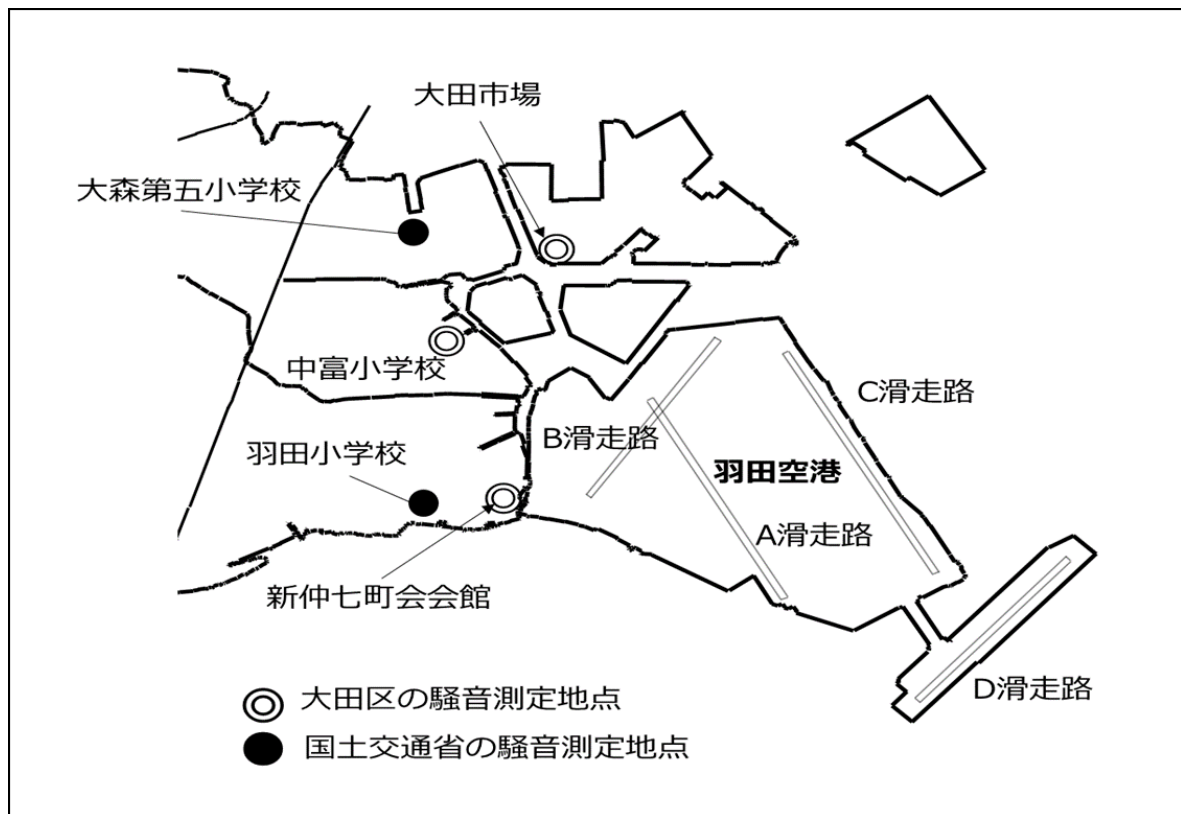 大田市場
大森第五小学校
中富小学校
C滑走路
B滑走路
羽田小学校
羽田空港
A滑走路
新仲七町会会館
D滑走路
大田区の騒音測定地点
国土交通省の騒音測定地点